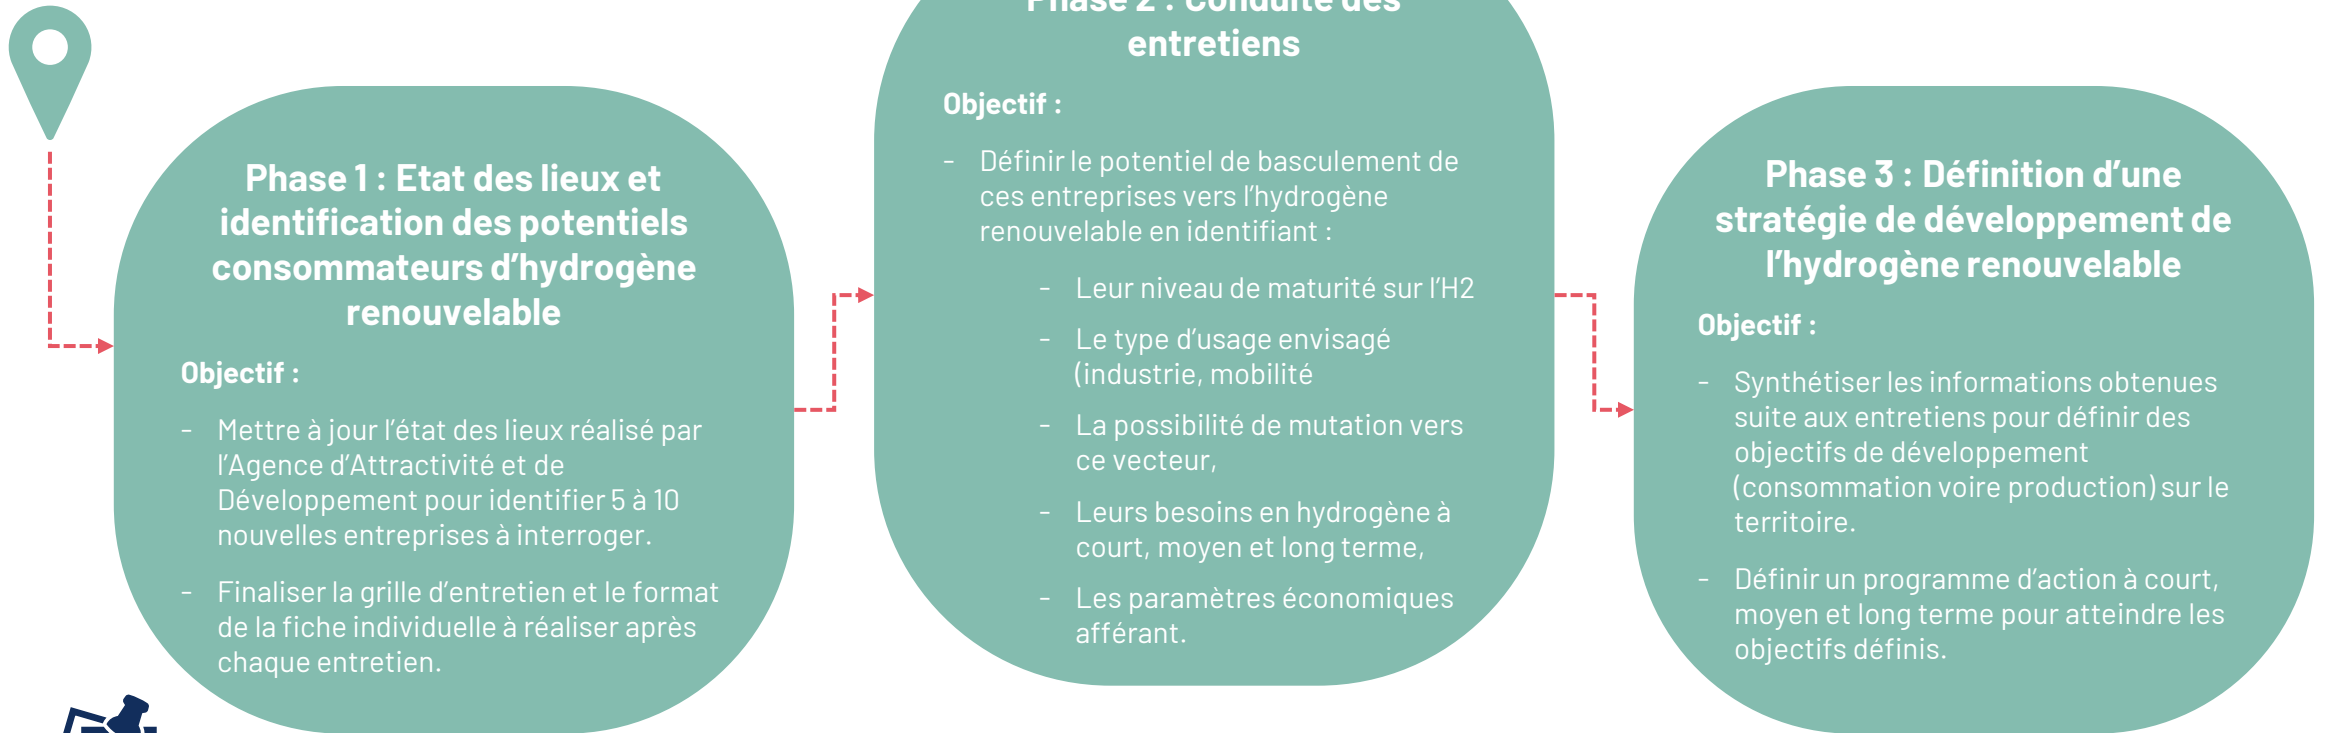 Phase 1 : Etat des lieux et
identification des potentiels
consommateurs d’hydrogène
renouvelable
Objectif :
- Mettre à jour l’état des lieux réalisé par
l’Agence d’Attractivité et de
Développement pour identifier 5 à 10
nouvelles entreprises à interroger.
- Finaliser la grille d’entretien et le format
de la fiche individuelle à réaliser après
chaque entretien.
Phase 2 : Conduite des
entretiens
Objectif :
- Définir le potentiel de basculement de
ces entreprises vers l’hydrogène
renouvelable en identifiant :
- Leur niveau de maturité sur l’H2
- Le type d’usage envisagé
(industrie, mobilité
- La possibilité de mutation vers
ce vecteur,
- Leurs besoins en hydrogène à
court, moyen et long terme,
- Les paramètres économiques
afférant.
Phase 3 : Définition d’une
stratégie de développement de
l’hydrogène renouvelable
Objectif :
- Synthétiser les informations obtenues
suite aux entretiens pour définir des
objectifs de développement
(consommation voire production) sur le
territoire.
- Définir un programme d’action à court,
moyen et long terme pour atteindre les
objectifs définis.